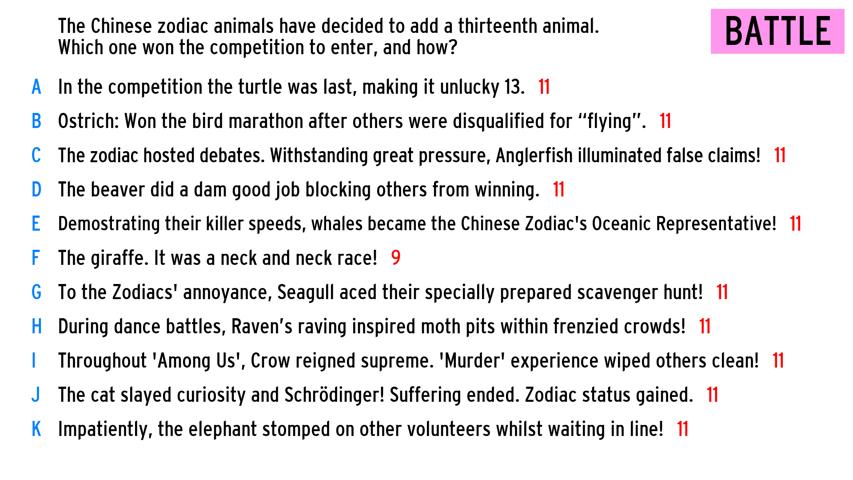 The Chinese zodiac animals have decided to add a thirteenth animal.
Which one won the competition to enter, and how?
BATTLE
A In the competition the turtle was last, making it unlucky 13. 11
B Ostrich: Won the bird marathon after others were disqualified for “flying”. 11
C The zodiac hosted debates. Withstanding great pressure, Anglerfish illuminated false claims! 11
D The beaver did a dam good job blocking others from winning. 11
E Demostrating their killer speeds, whales became the Chinese Zodiac's Oceanic Representative! 11
F The giraffe. It was a neck and neck race! 9
G To the Zodiacs' annoyance, Seagull aced their specially prepared scavenger hunt! 11
H During dance battles, Raven’s raving inspired moth pits within frenzied crowds! 11
I Throughout 'Among Us', Crow reigned supreme. 'Murder' experience wiped others clean! 11
J The cat slayed curiosity and Schrödinger! Suffering ended. Zodiac status gained. 11
K Impatiently, the elephant stomped on other volunteers whilst waiting in line! 11